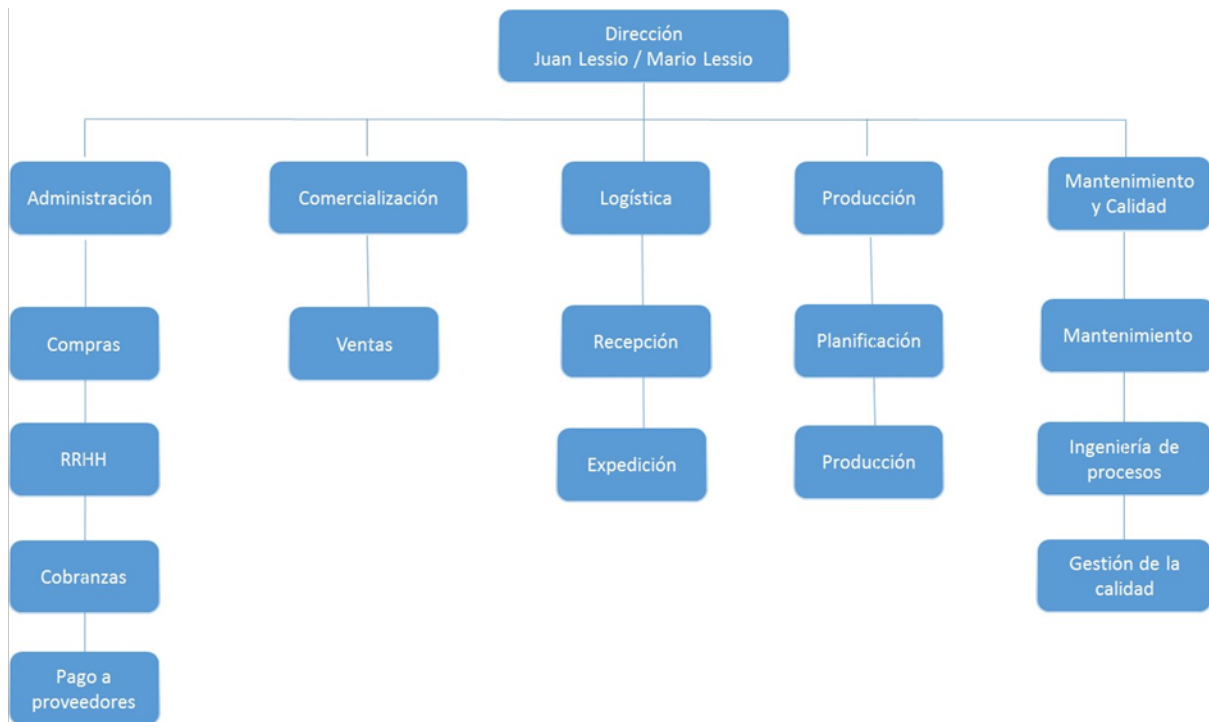 Dirección
Juan Lessio / Mario Lessio
Administración
Comercialización
Logística
Producción
Mantenimiento
y Calidad
Compras
Ventas
Recepción
Planificación
Mantenimiento
RRHH
Expedición
Producción
Ingeniería de
procesos
Cobranzas
Gestión de la
calidad
Pago a
proveedores